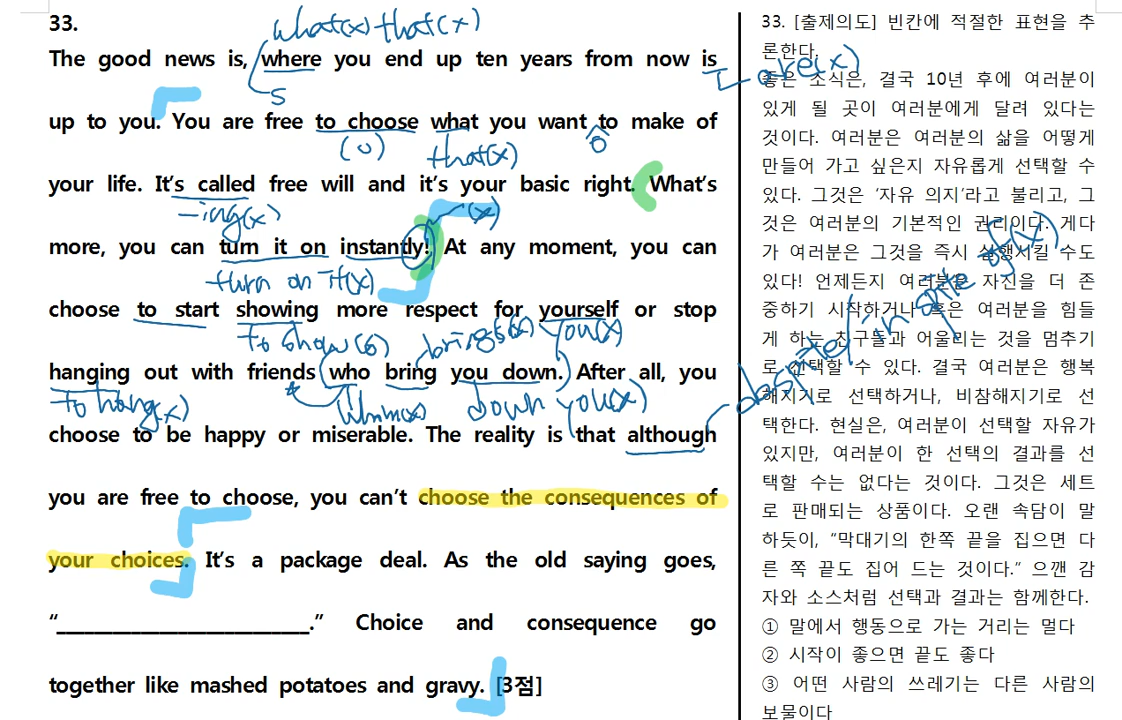 33.
what(x) that(x)
The good news is, where you end up ten years from now is
S
are(x)
up to you. You are free to choose what you want to make of
(o)
that(x)
your life. It's called free will and it's your basic right. What's
-ing(x)
(x)
more, you can turn it on instantly! At any moment, you can
turn on it(x)
choose to start showing more respect for yourself or stop
to show(o)
brings(x)
you(x)
hanging out with friends (who bring you down.) After all, you
to hang(x)
whom(x)
down you(x)
despite/in spite of(x)
choose to be happy or miserable. The reality is that although
you are free to choose, you can't choose the consequences of
your choices. It's a package deal. As the old saying goes,
“__________________________.” Choice and consequence go
together like mashed potatoes and gravy. [3점]
33. [출제의도] 빈칸에 적절한 표현을 추
론한다.
좋은 소식은, 결국 10년 후에 여러분이
있게 될 곳이 여러분에게 달려 있다는
것이다. 여러분은 여러분의 삶을 어떻게
만들어 가고 싶은지 자유롭게 선택할 수
있다. 그것은 ‘자유 의지’라고 불리고, 그
것은 여러분의 기본적인 권리이다. 게다
가 여러분은 그것을 즉시 실행시킬 수도
있다! 언제든지 여러분은 자신을 더 존
중하기 시작하거나 혹은 여러분을 힘들
게 하는 친구들과 어울리는 것을 멈추기
로 선택할 수 있다. 결국 여러분은 행복
해지기로 선택하거나, 비참해지기로 선
택한다. 현실은, 여러분이 선택할 자유가
있지만, 여러분이 한 선택의 결과를 선
택할 수는 없다는 것이다. 그것은 세트
로 판매되는 상품이다. 오랜 속담이 말
하듯이, “막대기의 한쪽 끝을 집으면 다
른 쪽 끝도 집어 드는 것이다.” 으깬 감
자와 소스처럼 선택과 결과는 함께한다.
① 말에서 행동으로 가는 거리는 멀다
② 시작이 좋으면 끝도 좋다
③ 어떤 사람의 쓰레기는 다른 사람의
보물이다